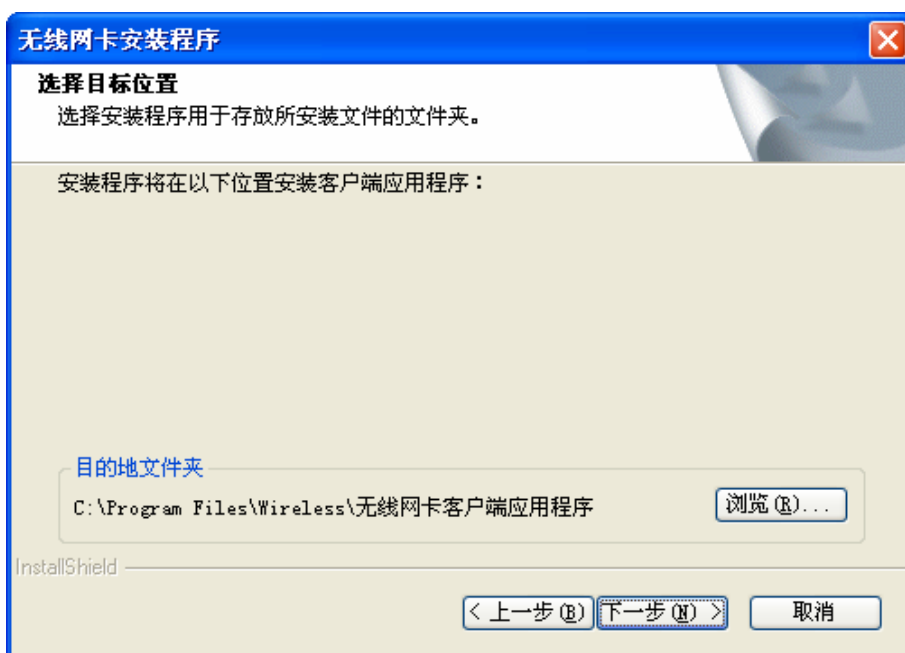 无线网卡安装程序
选择目标位置
选择安装程序用于存放所安装文件的文件夹。
安装程序将在以下位置安装客户端应用程序：
目的地文件夹
C:\Program Files\Wireless\无线网卡客户端应用程序
浏览(R)...
InstallShield
< 上一步(B) 下一步(N) > 取消